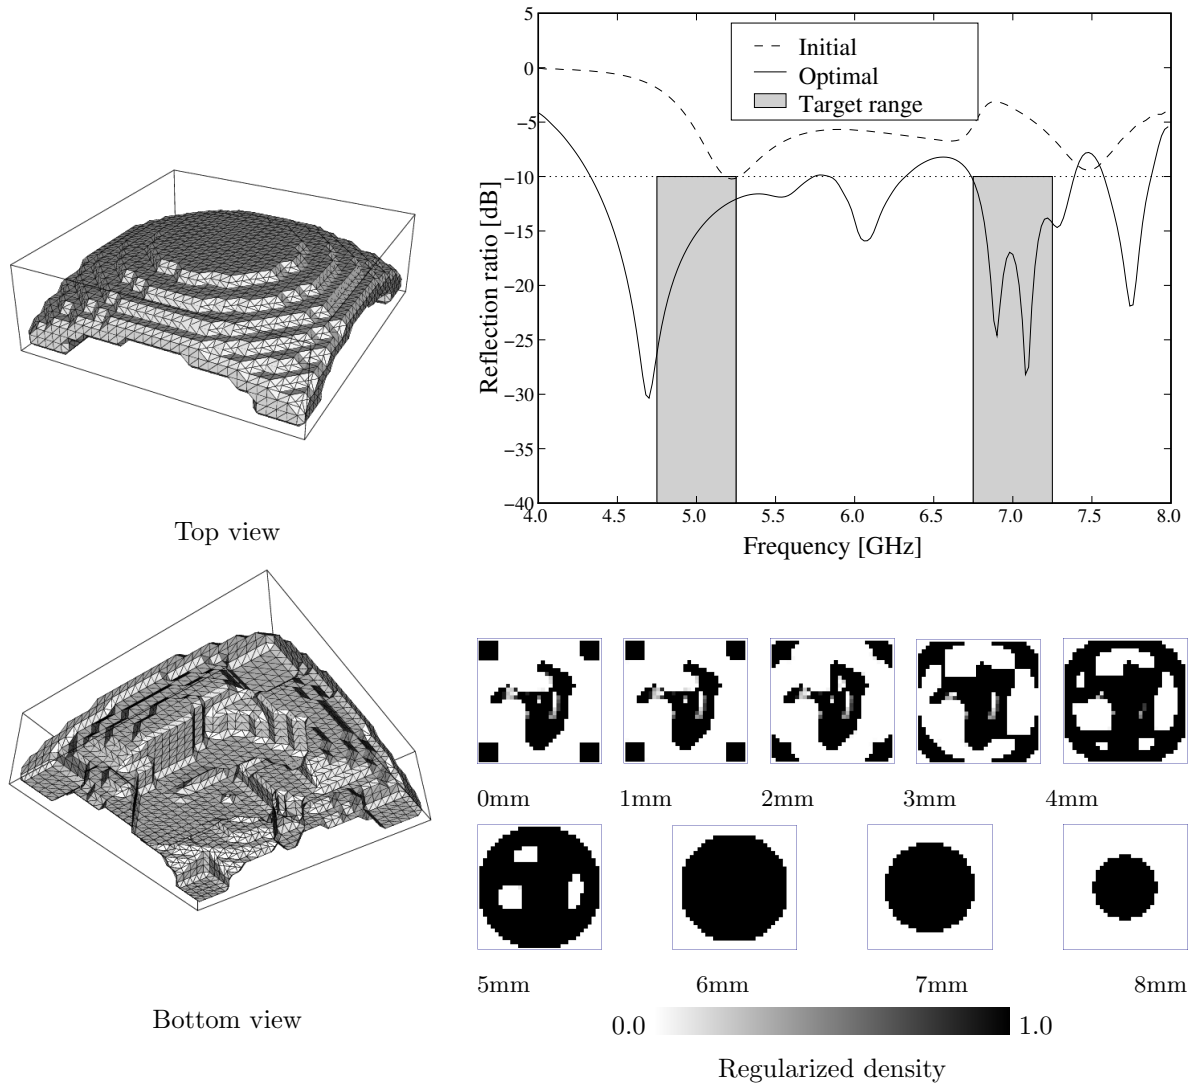 5
0
−5
−10
−15
−20
−25
−30
−35
−40
4.0 4.5 5.0 5.5 6.0 6.5 7.0 7.5 8.0
Reflection ratio [dB]
Frequency [GHz]
Initial
Optimal
Target range
Top view
Bottom view
0mm 1mm 2mm 3mm 4mm
5mm 6mm 7mm 8mm
0.0 1.0
Regularized density